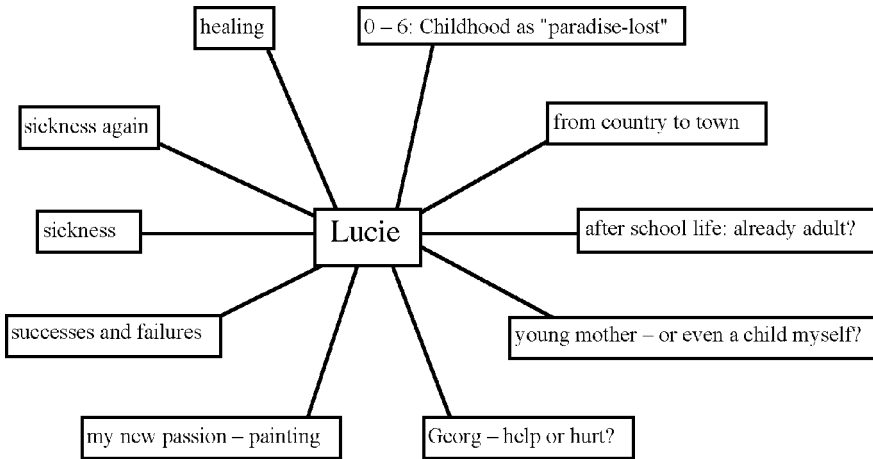 healing
0 – 6: Childhood as "paradise-lost"
sickness again
from country to town
sickness
Lucie
after school life: already adult?
successes and failures
young mother – or even a child myself?
my new passion – painting
Georg – help or hurt?